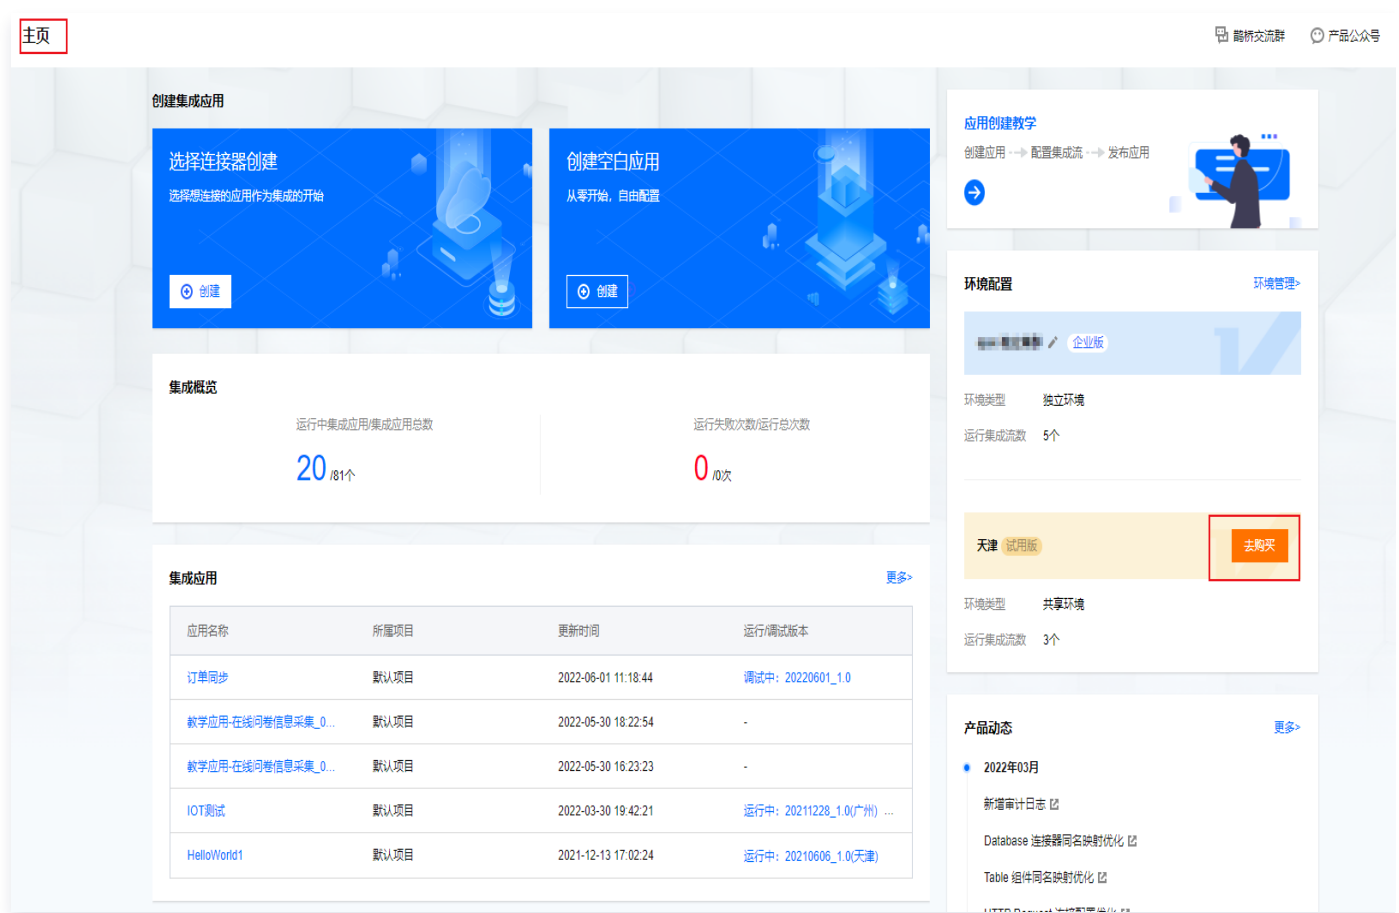 主页
鹊桥交流群
产品公众号
创建集成应用
选择连接器创建
选择想连接的应用作为集成的开始
创建
创建空白应用
从零开始，自由配置
创建
应用创建教学
创建应用 --→ 配置集成流 --→ 发布应用
集成概览
运行中集成应用/集成应用总数
20 /81个
运行失败次数/运行总次数
0 /0次
环境配置
环境管理>
企业版
环境类型 独立环境
运行集成流数 5个
天津 试用版 去购买
环境类型 共享环境
运行集成流数 3个
集成应用
更多>
应用名称 所属项目 更新时间 运行/调试版本
订单同步 默认项目 2022-06-01 11:18:44 调试中：20220601_1.0
教学应用-在线问卷信息采集_0... 默认项目 2022-05-30 18:22:54 -
教学应用-在线问卷信息采集_0... 默认项目 2022-05-30 16:23:23 -
IOT测试 默认项目 2022-03-30 19:42:21 运行中：20211228_1.0(广州) ...
HelloWorld1 默认项目 2021-12-13 17:02:24 运行中：20210606_1.0(天津)
产品动态
更多>
2022年03月
新增审计日志
Database 连接器同名映射优化
Table 组件同名映射优化
HTTP Request 连接配置优化